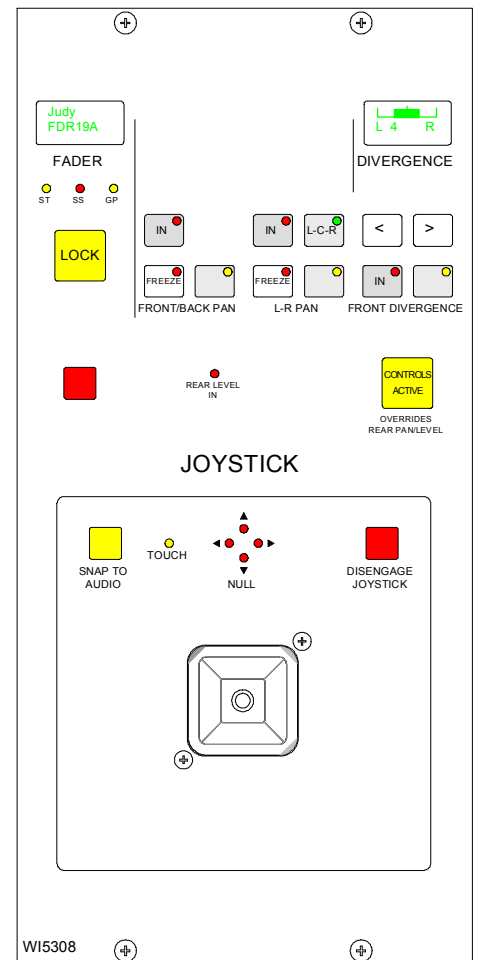 Judy
FDR19A
L 4 R
FADER
DIVERGENCE
ST SS GP
LOCK
IN
IN
L-C-R
< >
FREEZE
FREEZE
IN
FRONT/BACK PAN
L-R PAN
FRONT DIVERGENCE
REAR LEVEL
IN
CONTROLS
ACTIVE
OVERRIDES
REAR PAN/LEVEL
JOYSTICK
SNAP TO
AUDIO
TOUCH
NULL
DISENGAGE
JOYSTICK
WI5308